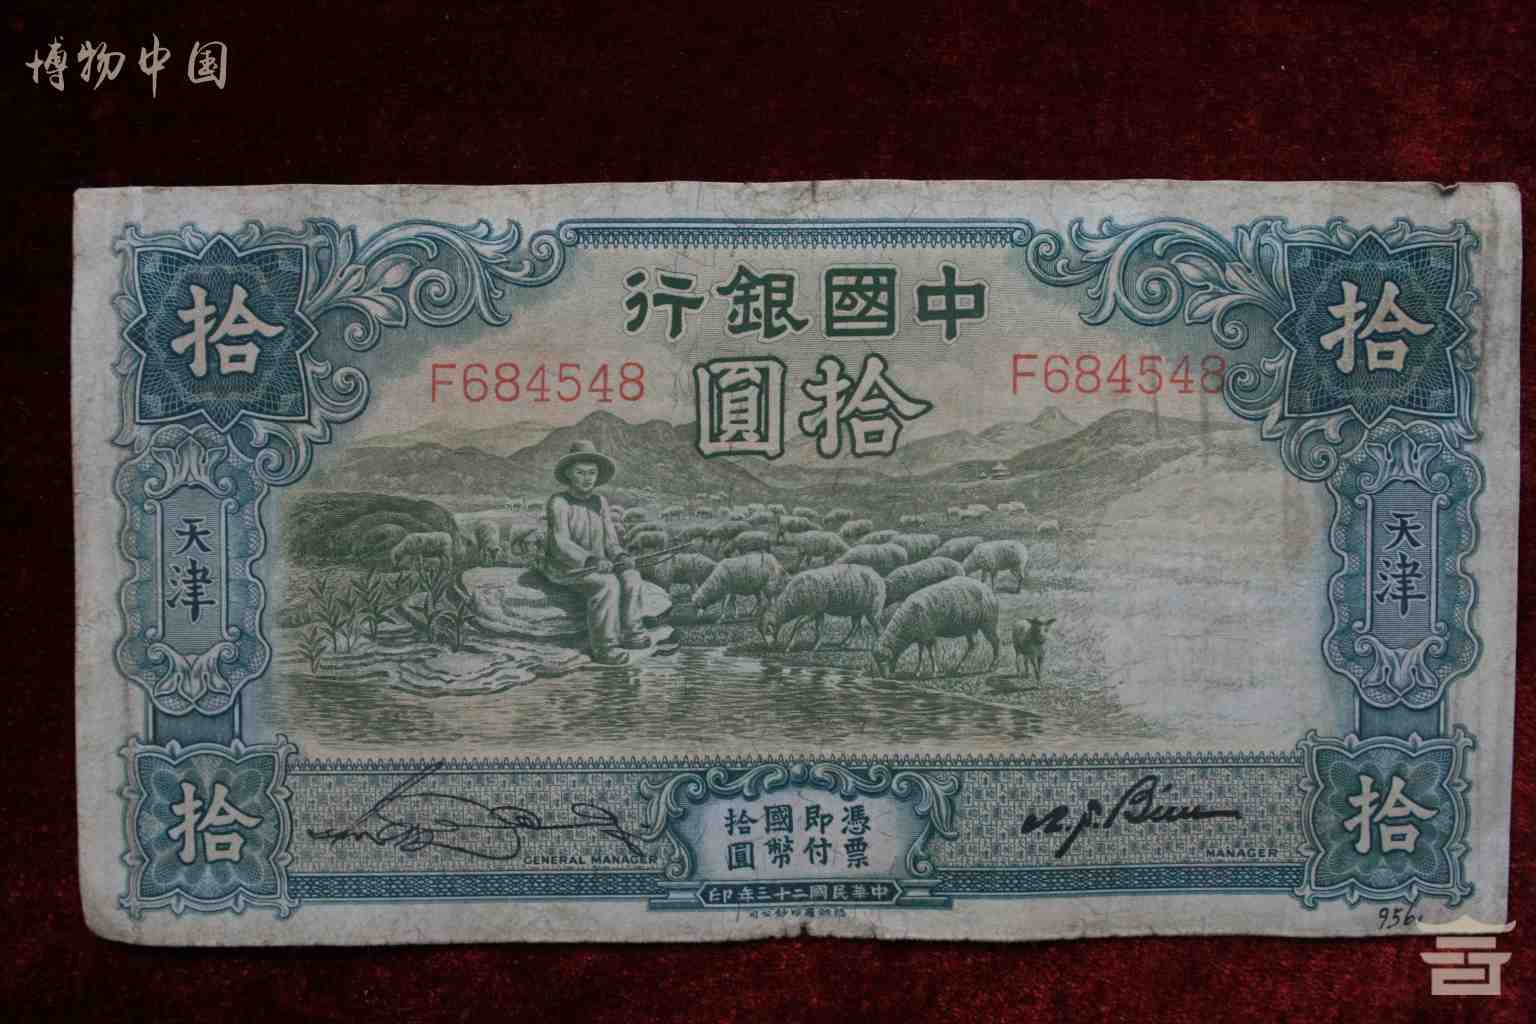 博物中国
行銀國中
圓拾
F684548
F684548
拾
拾
天津
天津
拾
拾
憑票
即付
國幣
拾圓
GENERAL MANAGER
MANAGER
印年三十二國民華中
956